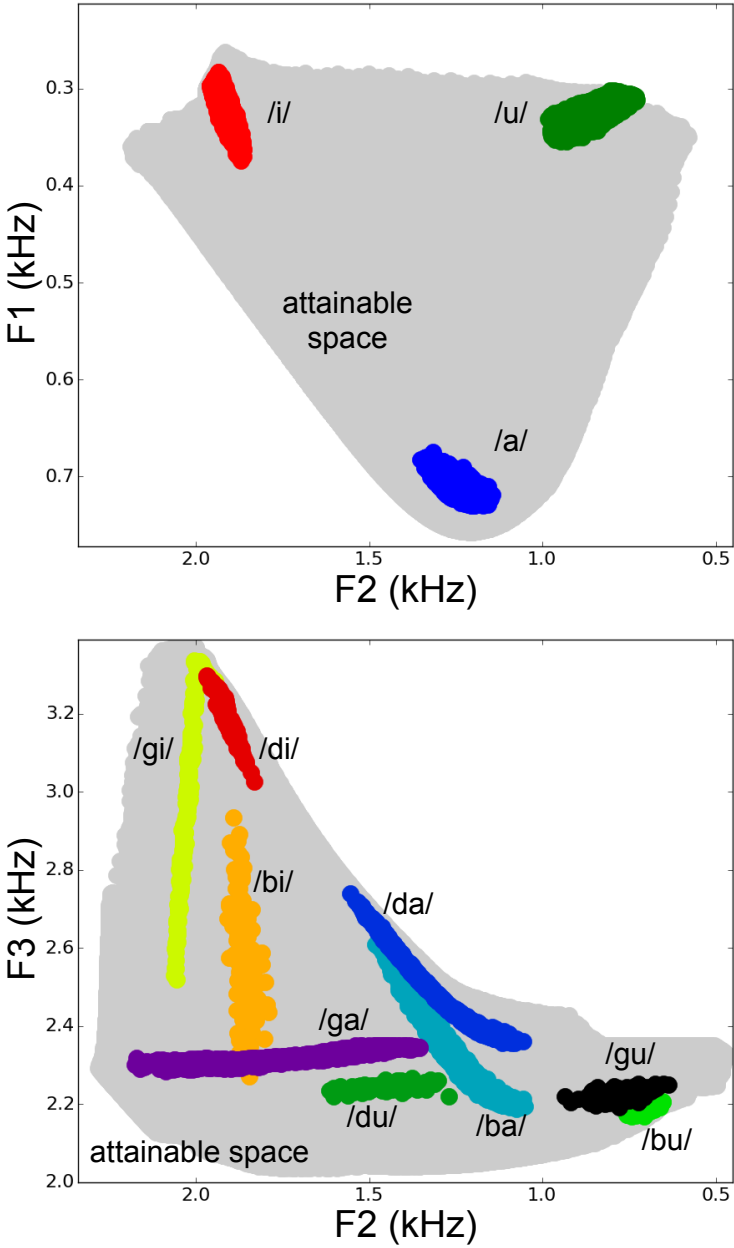 0.3
/i/
/u/
0.4
F1 (kHz)
0.5
attainable
space
0.6
/a/
0.7
2.0
1.5
1.0
0.5
F2 (kHz)
3.2
/gi/
/di/
3.0
F3 (kHz)
2.8
/bi/
/da/
2.6
2.4
/ga/
/gu/
2.2
/du/
/ba/
/bu/
attainable space
2.0
2.0
1.5
1.0
0.5
F2 (kHz)